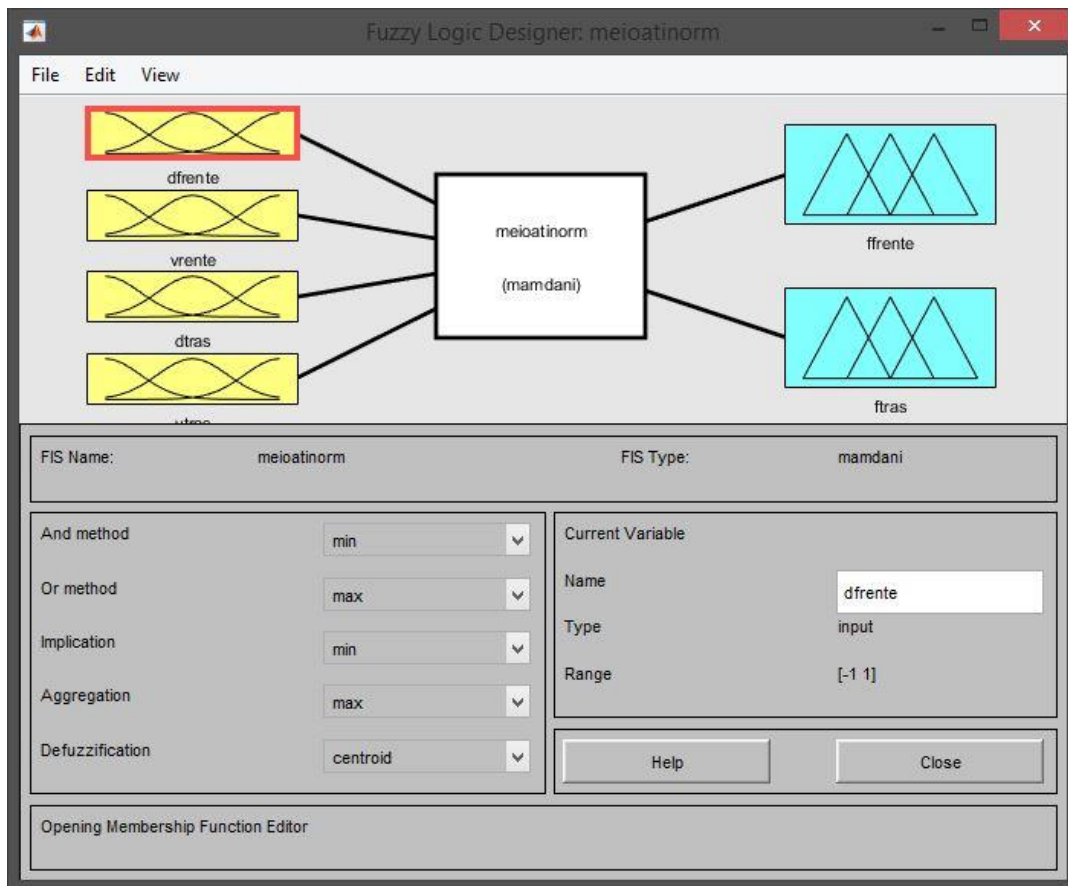 Fuzzy Logic Designer: meioatinorm
File Edit View
dfrente
vrente
dtras
meioatinorm
(mamdani)
ffrente
ftras
FIS Name: meioatinorm FIS Type: mamdani
And method min
Or method max
Implication min
Aggregation max
Defuzzification centroid
Current Variable
Name dfrente
Type input
Range [-1 1]
Help Close
Opening Membership Function Editor